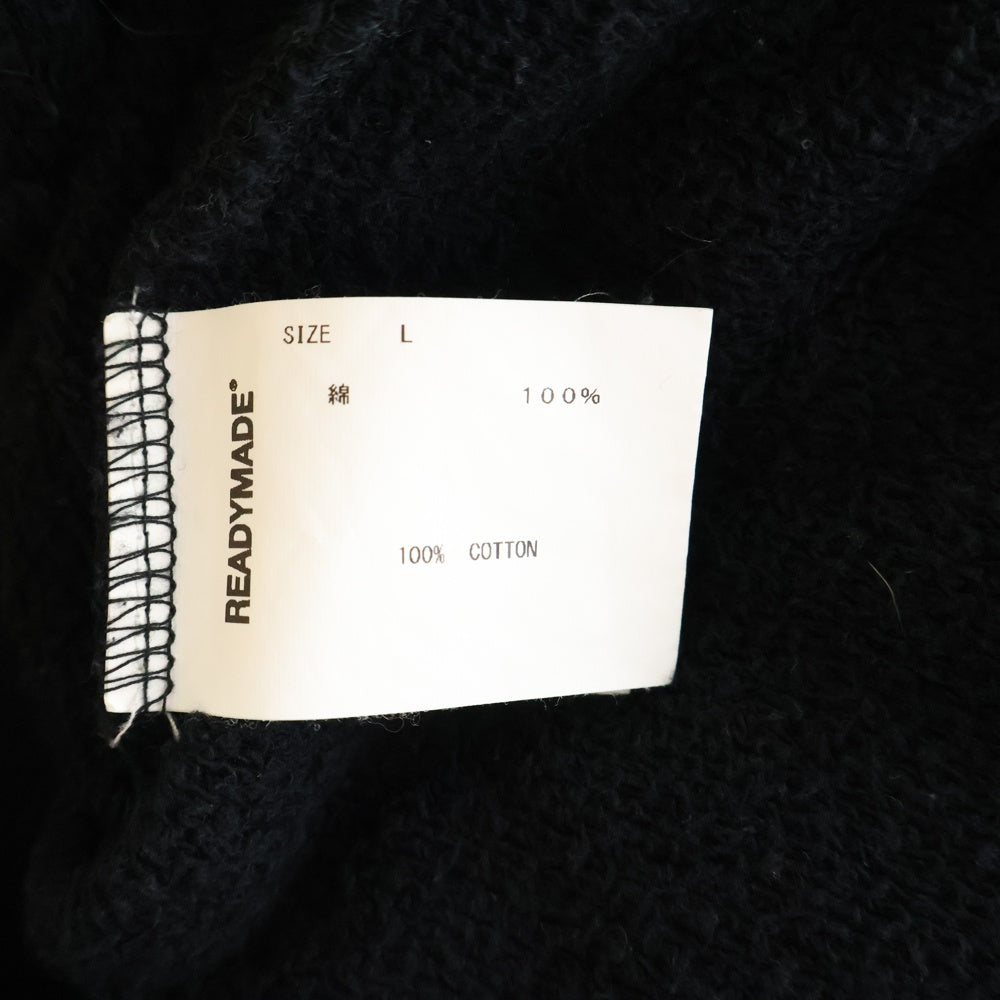 SIZE L
綿 100%
100% COTTON
READYMADE®